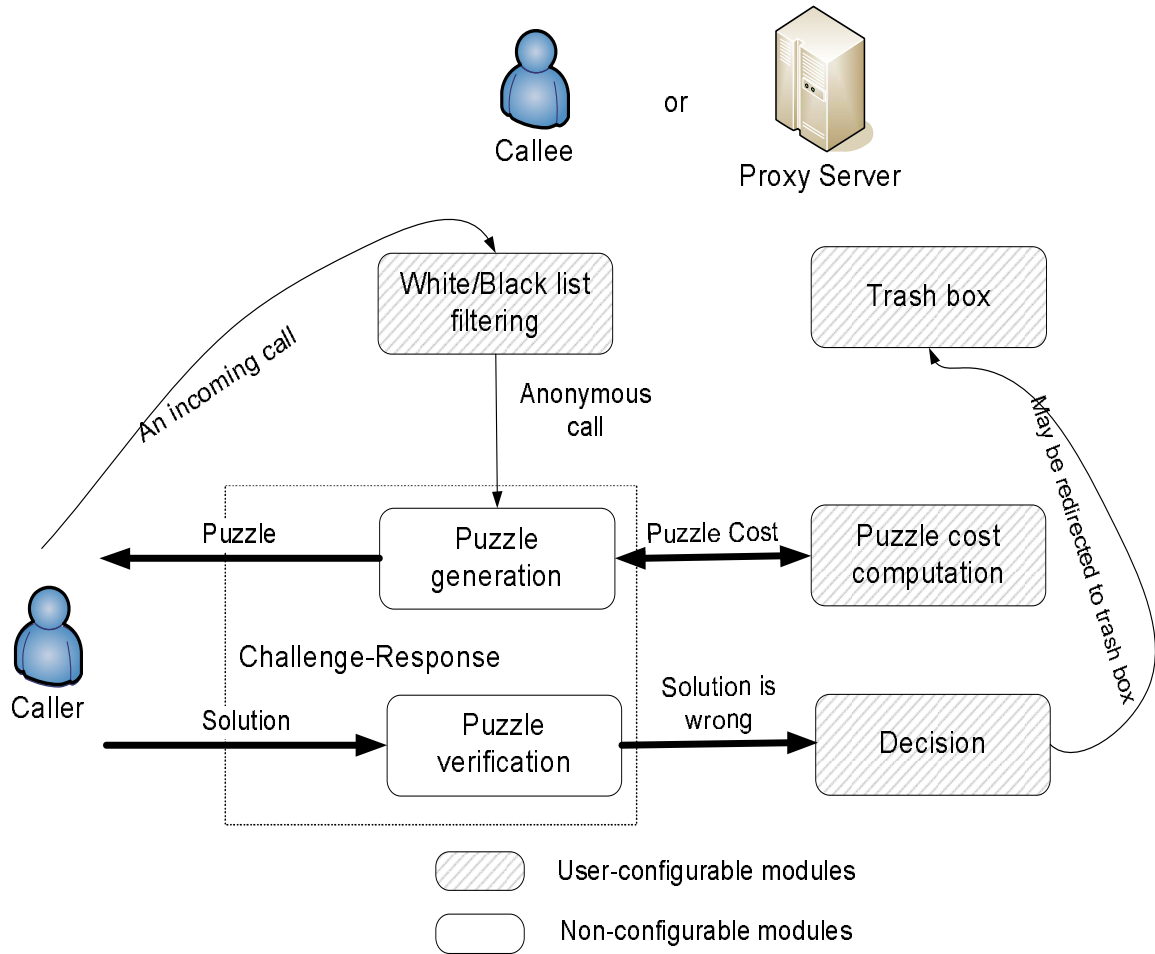 or
Callee
Proxy Server
White/Black list
filtering
Trash box
An incoming call
Anonymous
call
May be redirected to trash box
Puzzle
Puzzle
generation
Puzzle Cost
Puzzle cost
computation
Challenge-Response
Caller
Solution
Puzzle
verification
Solution is
wrong
Decision
User-configurable modules
Non-configurable modules